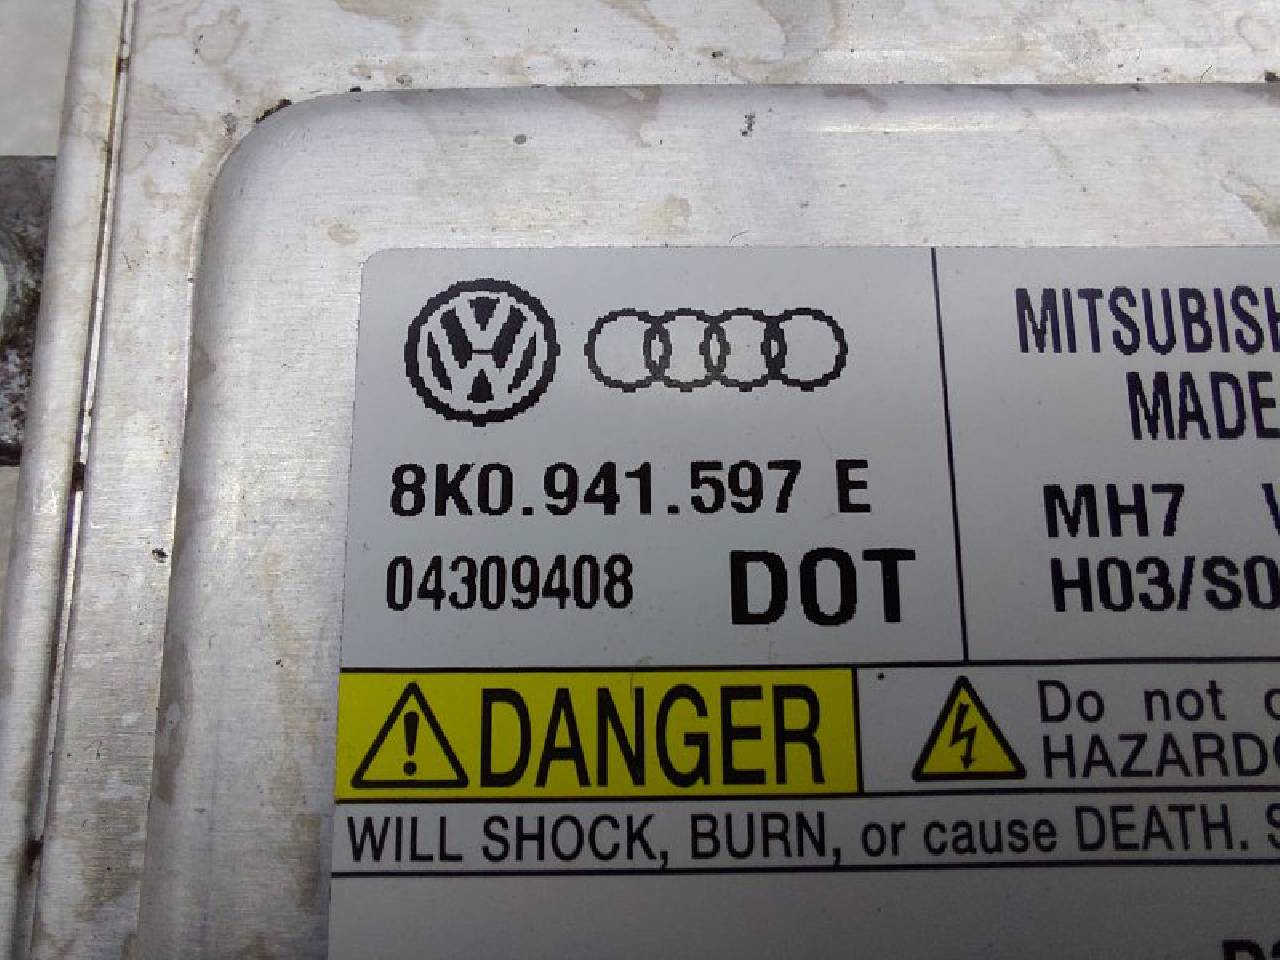 8K0.941.597 E
04309408 DOT
MITSUBISH
MADE
MH7
H03/S0
DANGER
Do not
HAZARDO
WILL SHOCK, BURN, or cause DEATH. S